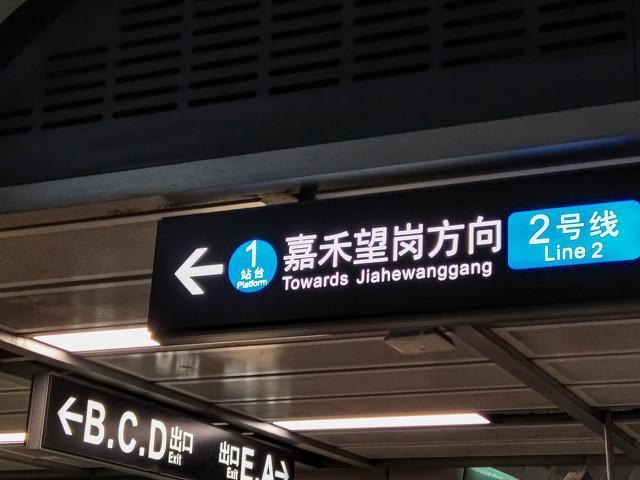 ← 1 站台 Platform 嘉禾望岗方向 2号线
Towards Jiahewanggang Line 2
← B.C.D 出口 Exit 出口 Exit E.A →